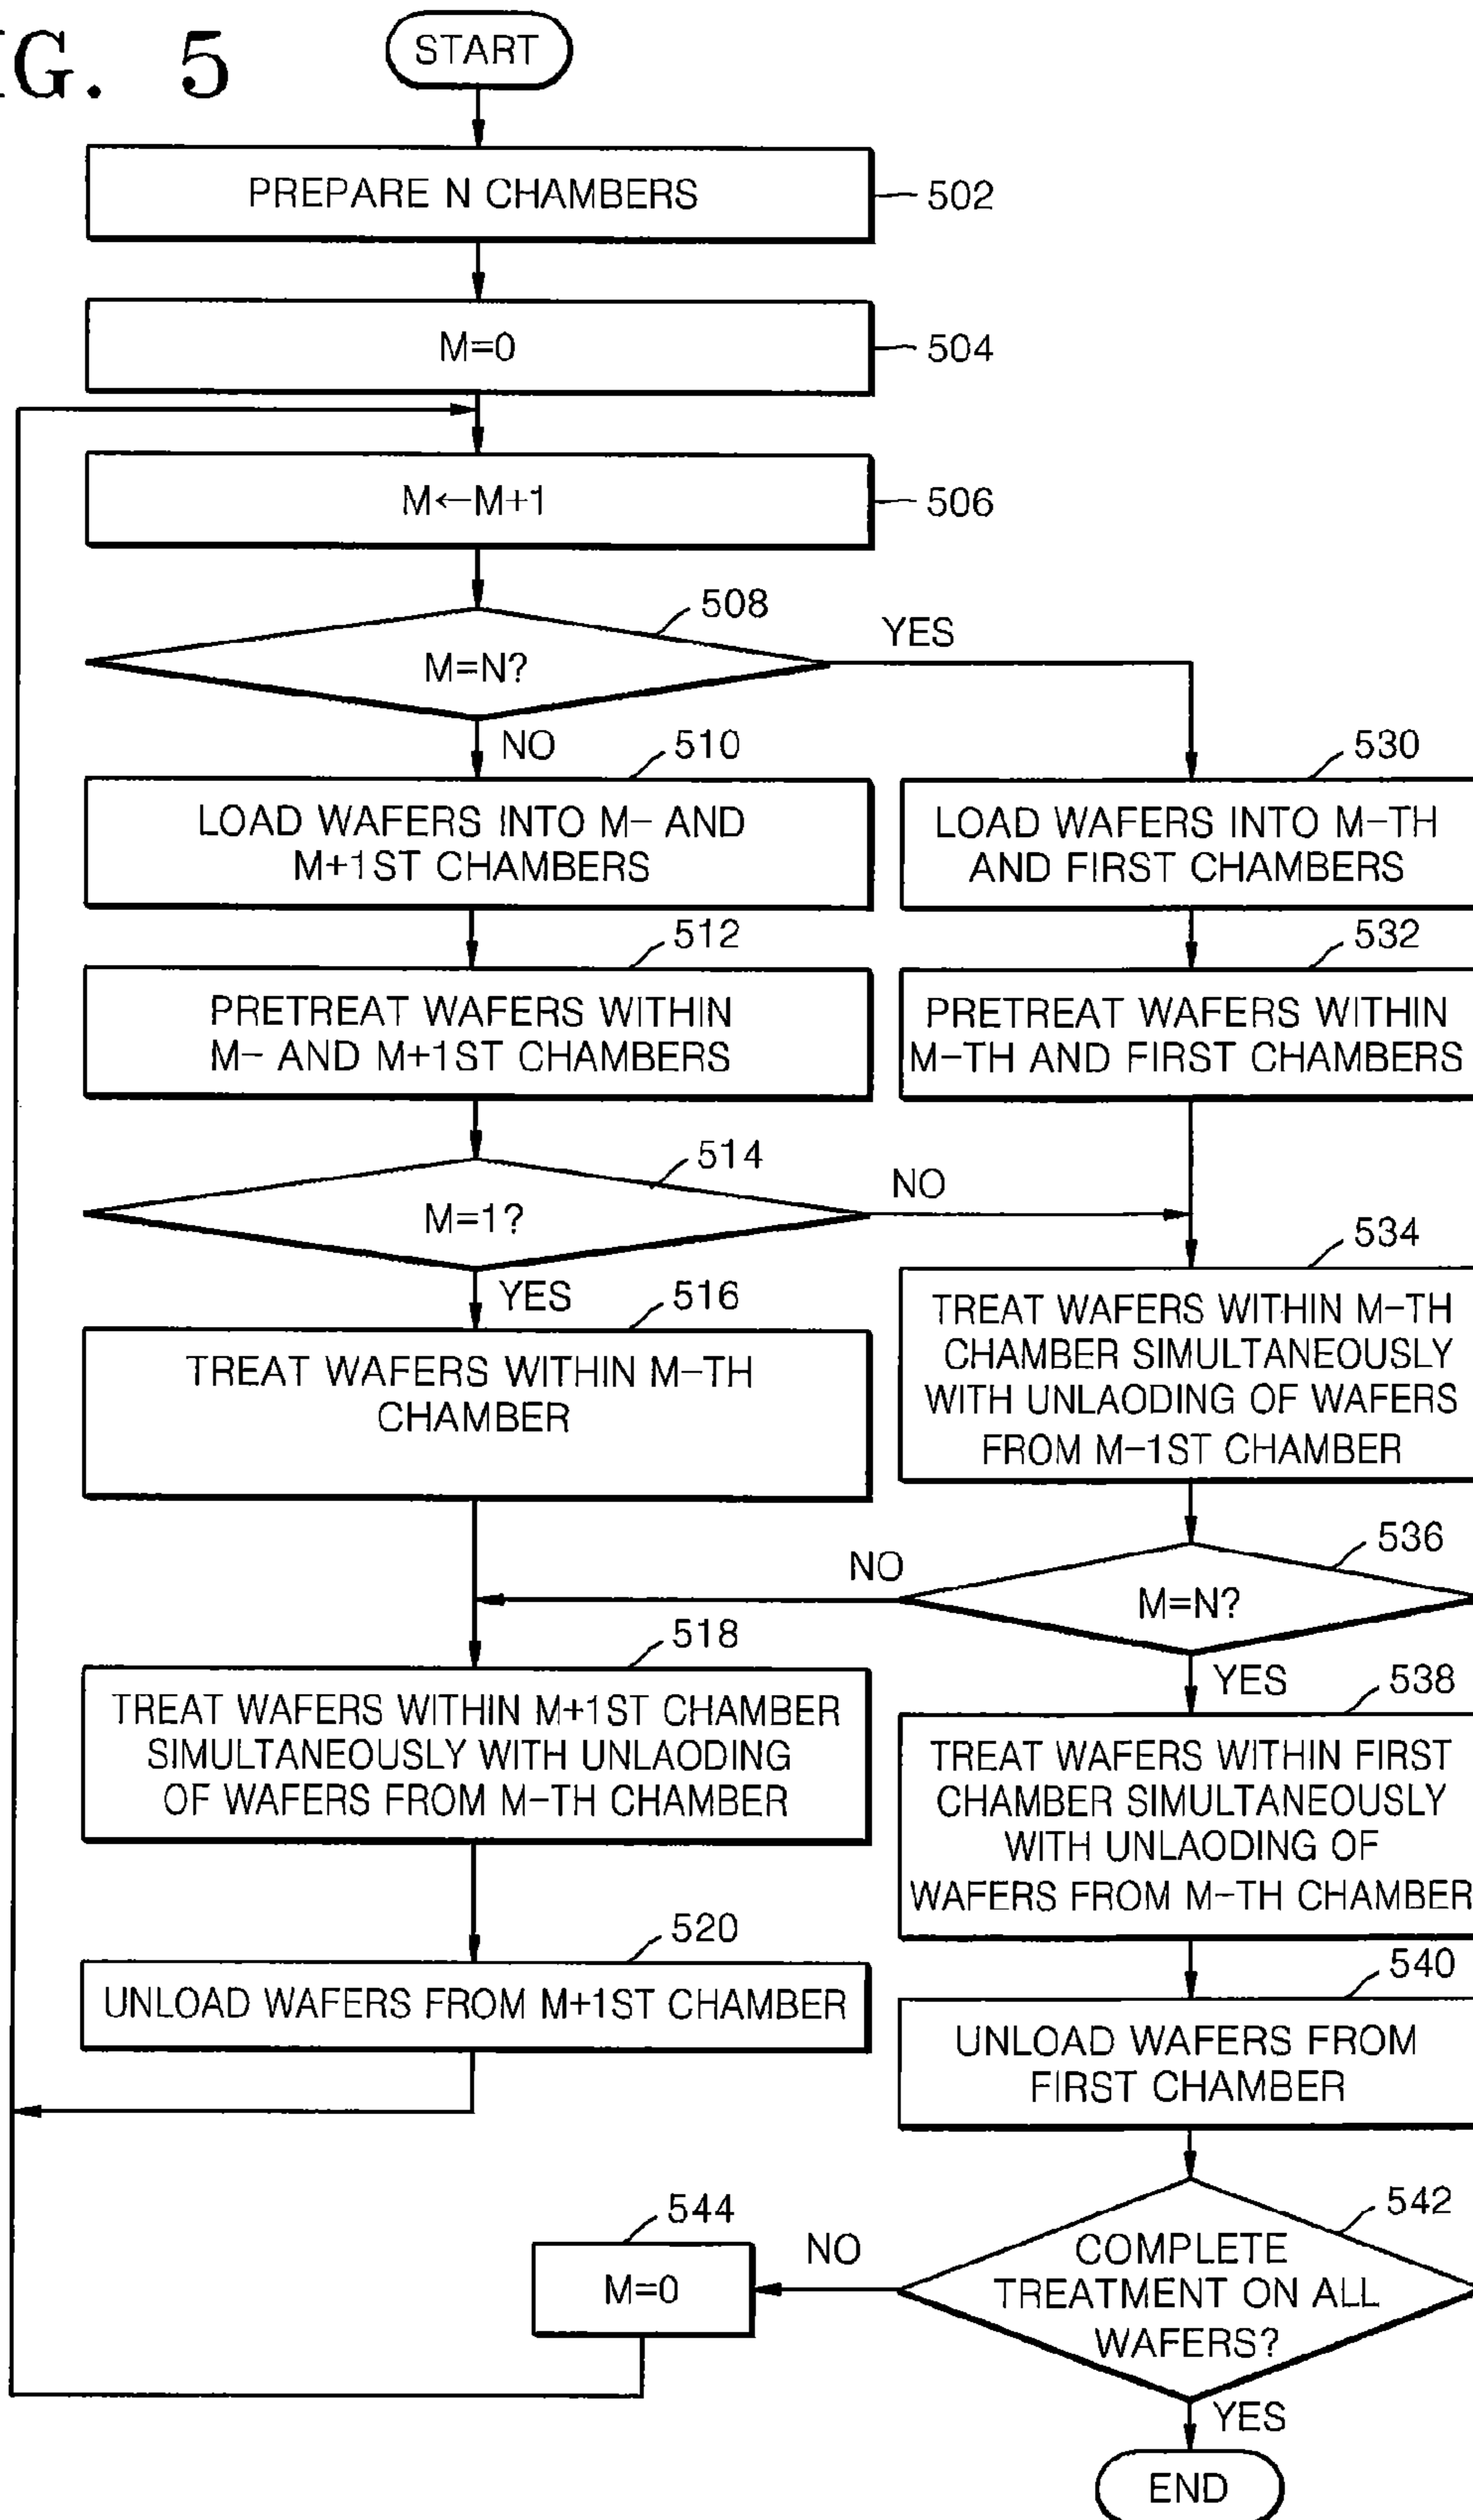 IG. 5
START
PREPARE N CHAMBERS
502
M=0
504
M←M+1
506
508
M=N?
YES
NO
510
LOAD WAFERS INTO M- AND
M+1ST CHAMBERS
530
LOAD WAFERS INTO M-TH
AND FIRST CHAMBERS
512
PRETREAT WAFERS WITHIN
M- AND M+1ST CHAMBERS
532
PRETREAT WAFERS WITHIN
M-TH AND FIRST CHAMBERS
514
M=1?
NO
YES
516
TREAT WAFERS WITHIN M-TH
CHAMBER
534
TREAT WAFERS WITHIN M-TH
CHAMBER SIMULTANEOUSLY
WITH UNLAODING OF WAFERS
FROM M-1ST CHAMBER
536
M=N?
NO
YES
518
TREAT WAFERS WITHIN M+1ST CHAMBER
SIMULTANEOUSLY WITH UNLAODING
OF WAFERS FROM M-TH CHAMBER
538
TREAT WAFERS WITHIN FIRST
CHAMBER SIMULTANEOUSLY
WITH UNLAODING OF
WAFERS FROM M-TH CHAMBER
520
UNLOAD WAFERS FROM M+1ST CHAMBER
540
UNLOAD WAFERS FROM
FIRST CHAMBER
542
COMPLETE
TREATMENT ON ALL
WAFERS?
NO
544
M=0
YES
END